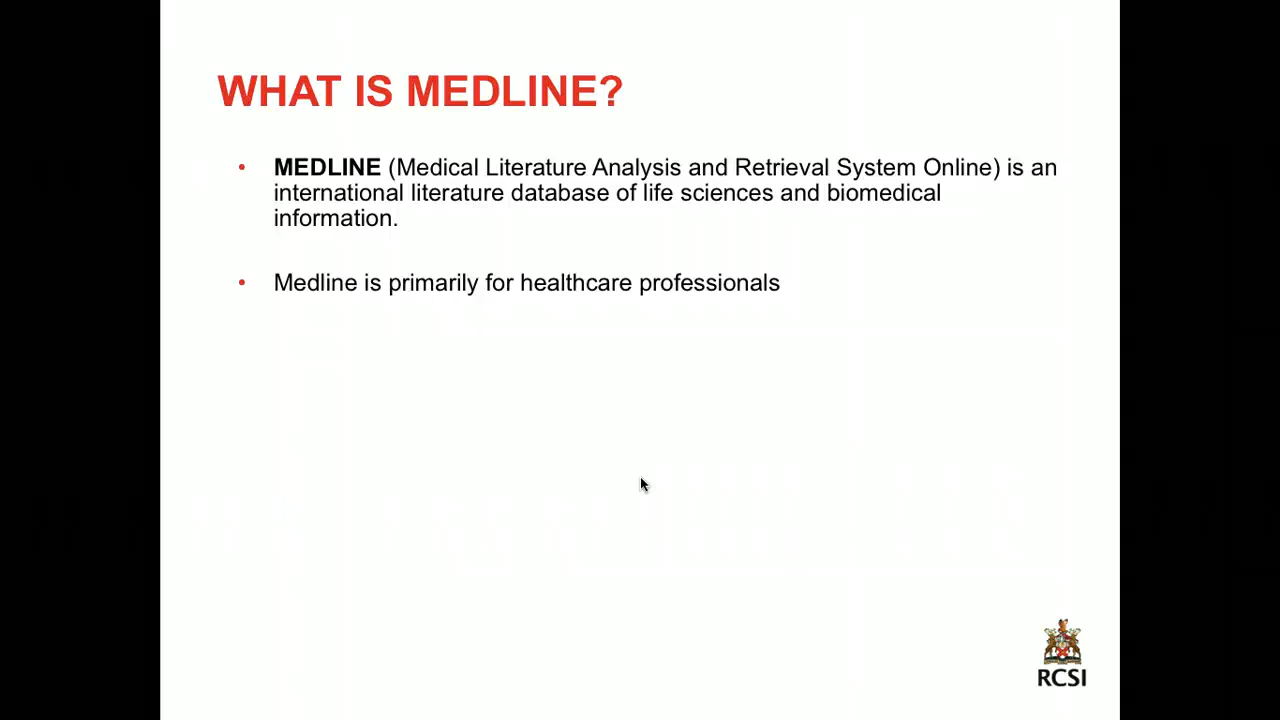 WHAT IS MEDLINE?
• MEDLINE (Medical Literature Analysis and Retrieval System Online) is an
international literature database of life sciences and biomedical
information.
• Medline is primarily for healthcare professionals
RCSI